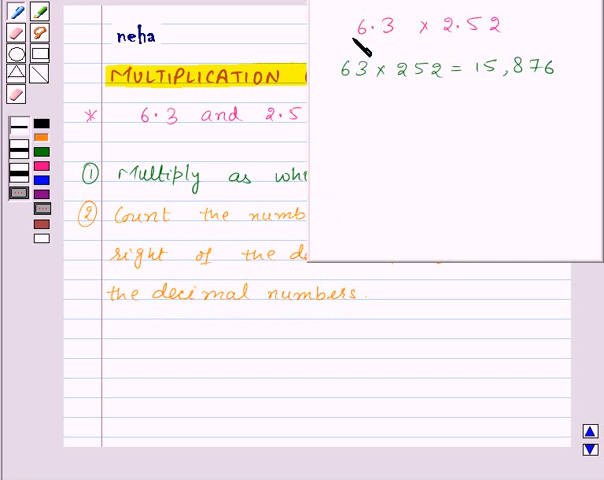 neha
MULTIPLICATION
* 6.3 and 2.5
① Multiply as
② Count the
right of the
the decimal numbers.
6.3 × 2.52
63 × 252 = 15,876